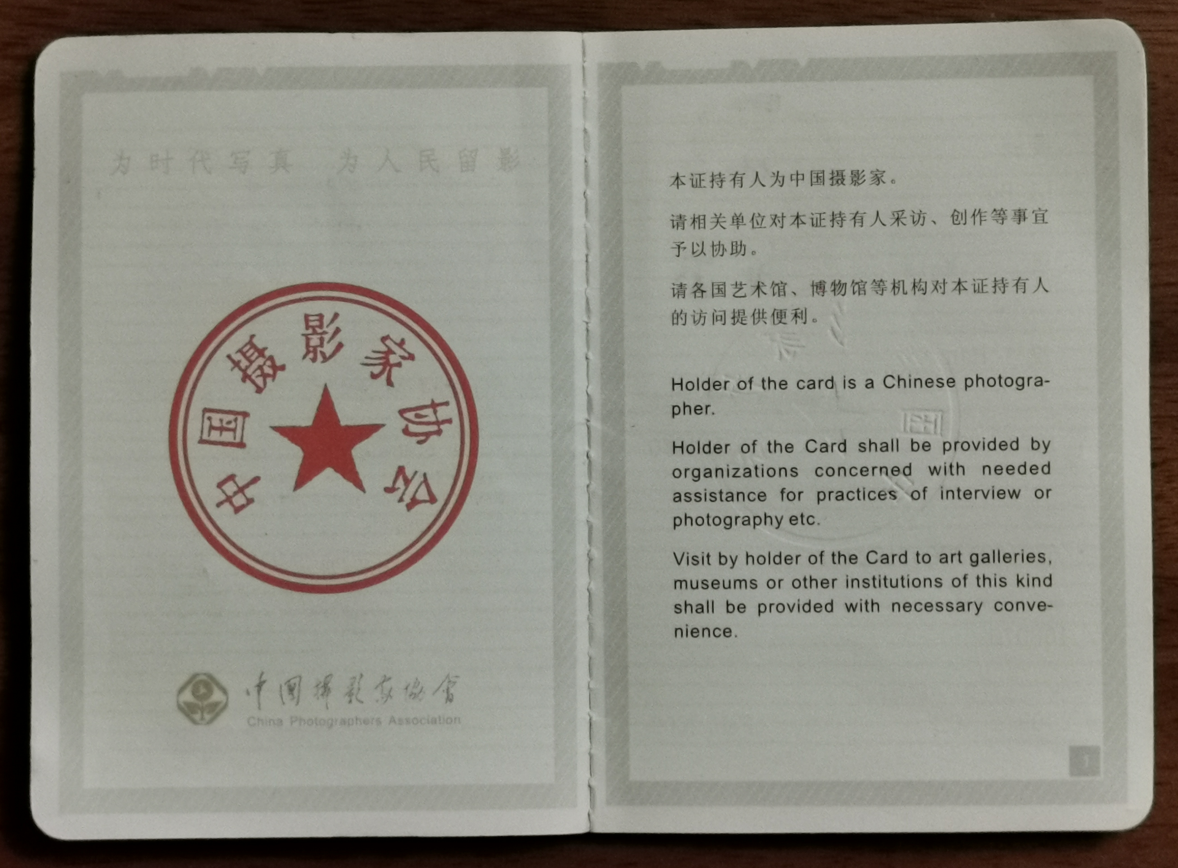 为时代写真 为人民留影
中国摄影家协会
中国摄影家协会
China Photographers Association
本证持有人为中国摄影家。
请相关单位对本证持有人采访、创作等事宜
予以协助。
请各国艺术馆、博物馆等机构对本证持有人
的访问提供便利。
Holder of the card is a Chinese photogra-
pher.
Holder of the Card shall be provided by
organizations concerned with needed
assistance for practices of interview or
photography etc.
Visit by holder of the Card to art galleries,
museums or other institutions of this kind
shall be provided with necessary conve-
nience.
1